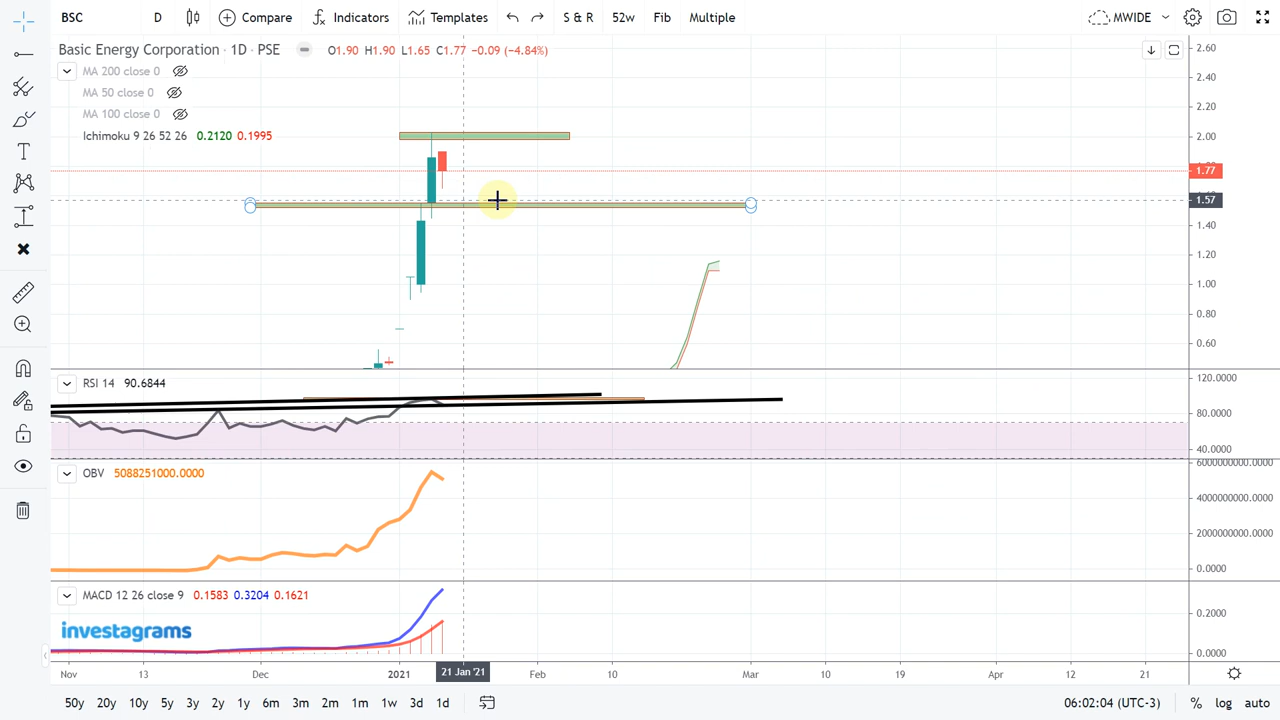 BSC D Compare Indicators Templates S & R 52w Fib Multiple MWIDE
Basic Energy Corporation · 1D · PSE O1.90 H1.90 L1.65 C1.77 −0.09 (−4.84%)
MA 200 close 0
MA 50 close 0
MA 100 close 0
Ichimoku 9 26 52 26 0.2120 0.1995
2.60
2.40
2.20
2.00
1.77
1.57
1.40
1.20
1.00
0.80
0.60
RSI 14 90.6844
120.0000
80.0000
40.0000
OBV 5088251000.0000
6000000000.0000
4000000000.0000
2000000000.0000
0.0000
MACD 12 26 close 9 0.1583 0.3204 0.1621
0.2000
0.0000
investagrams
Nov 13 Dec 2021 21 Jan '21 Feb 10 Mar 10 19 Apr 12 21
50y 20y 10y 5y 3y 2y 1y 6m 3m 2m 1m 1w 3d 1d 06:02:04 (UTC-3) % log auto